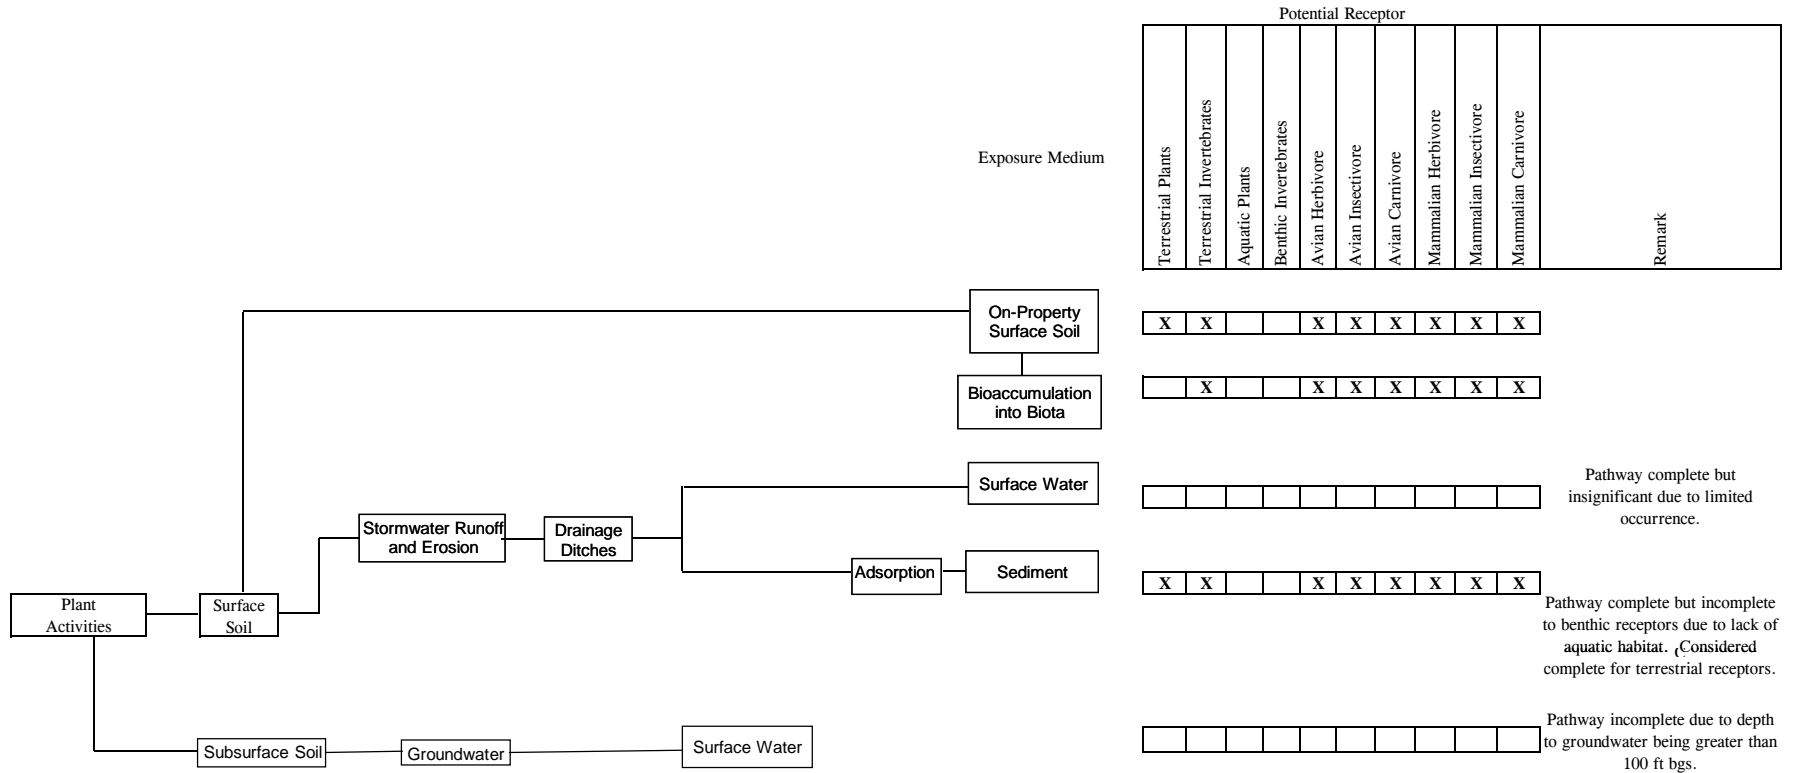 Potential Receptor
Exposure Medium
Terrestrial Plants
Terrestrial Invertebrates
Aquatic Plants
Benthic Invertebrates
Avian Herbivore
Avian Insectivore
Avian Carnivore
Mammalian Herbivore
Mammalian Insectivore
Mammalian Carnivore
Remark
On-Property
Surface Soil
X X X X X X X X
Bioaccumulation
into Biota
X X X X X X X
Surface Water
Pathway complete but
insignificant due to limited
occurrence.
Stormwater Runoff
and Erosion
Drainage
Ditches
Adsorption
Sediment
X X X X X X X X
Pathway complete but incomplete
to benthic receptors due to lack of
aquatic habitat. (Considered
complete for terrestrial receptors.
Plant
Activities
Surface
Soil
Subsurface Soil
Groundwater
Surface Water
Pathway incomplete due to depth
to groundwater being greater than
100 ft bgs.